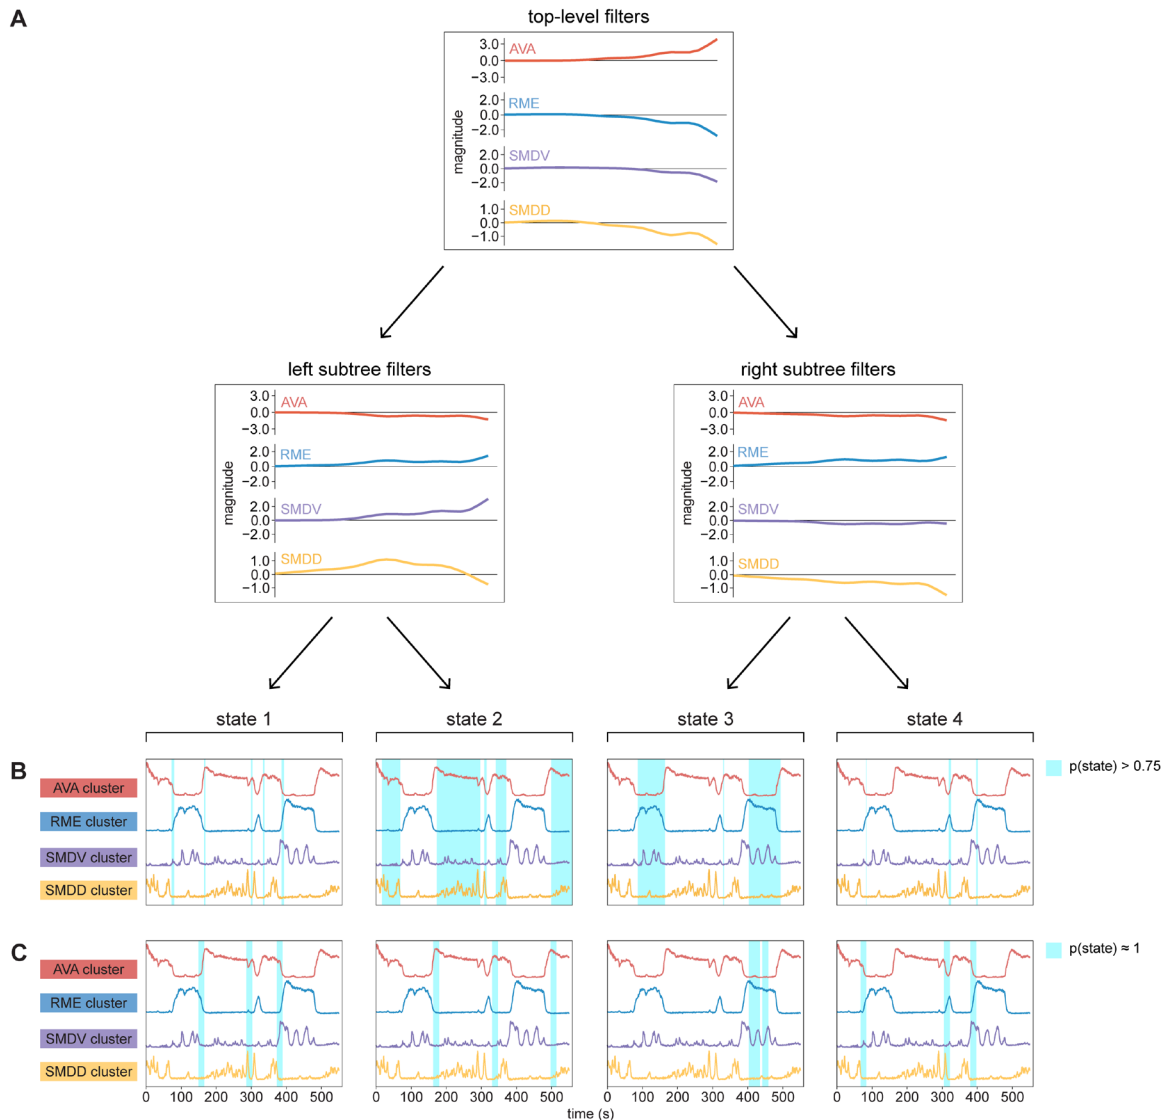 A
top-level filters
3.0
0.0
−3.0
AVA
2.0
0.0
−2.0
RME
2.0
0.0
−2.0
SMDV
1.0
0.0
−1.0
SMDD
magnitude
left subtree filters
3.0
0.0
−3.0
AVA
2.0
0.0
−2.0
RME
2.0
0.0
SMDV
1.0
0.0
−1.0
SMDD
magnitude
right subtree filters
3.0
0.0
−3.0
AVA
2.0
0.0
−2.0
RME
2.0
0.0
SMDV
1.0
0.0
−1.0
SMDD
magnitude
state 1 state 2 state 3 state 4
B
AVA cluster
RME cluster
SMDV cluster
SMDD cluster
p(state) > 0.75
C
AVA cluster
RME cluster
SMDV cluster
SMDD cluster
p(state) ≈ 1
0 100 200 300 400 500
0 100 200 300 400 500
0 100 200 300 400 500
0 100 200 300 400 500
time (s)